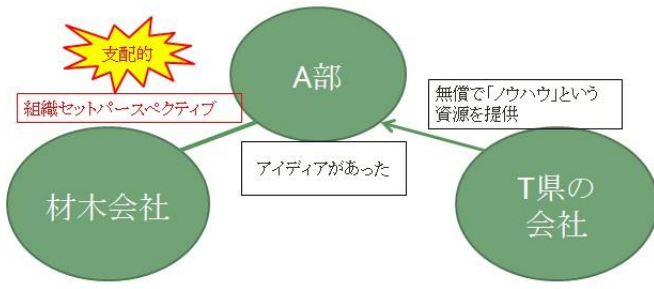 支配的
A部
組織セットパースペクティブ
無償で「ノウハウ」という
資源を提供
アイディアがあった
材木会社
T県の
会社